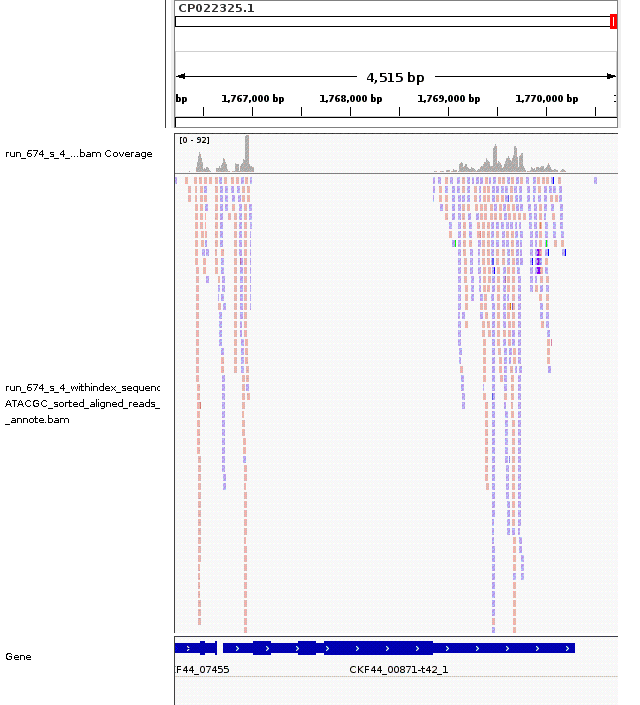 CP022325.1
4,515 bp
bp 1,767,000 bp 1,768,000 bp 1,769,000 bp 1,770,000 bp
[0 - 92]
run_674_s_4_...bam Coverage
run_674_s_4_withindex_sequenc
ATACGC_sorted_aligned_reads_
_annote.bam
Gene
F44_07455 CKF44_00871-t42_1